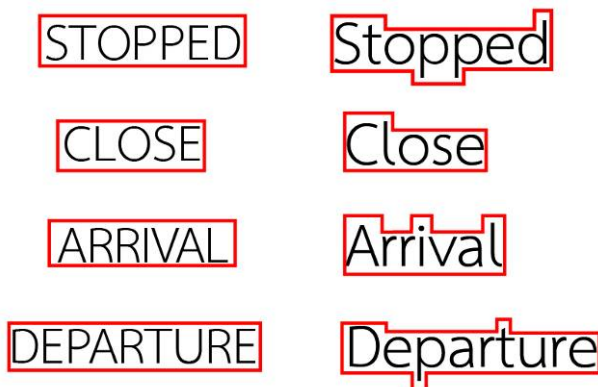 STOPPED Stopped
CLOSE Close
ARRIVAL Arrival
DEPARTURE Departure